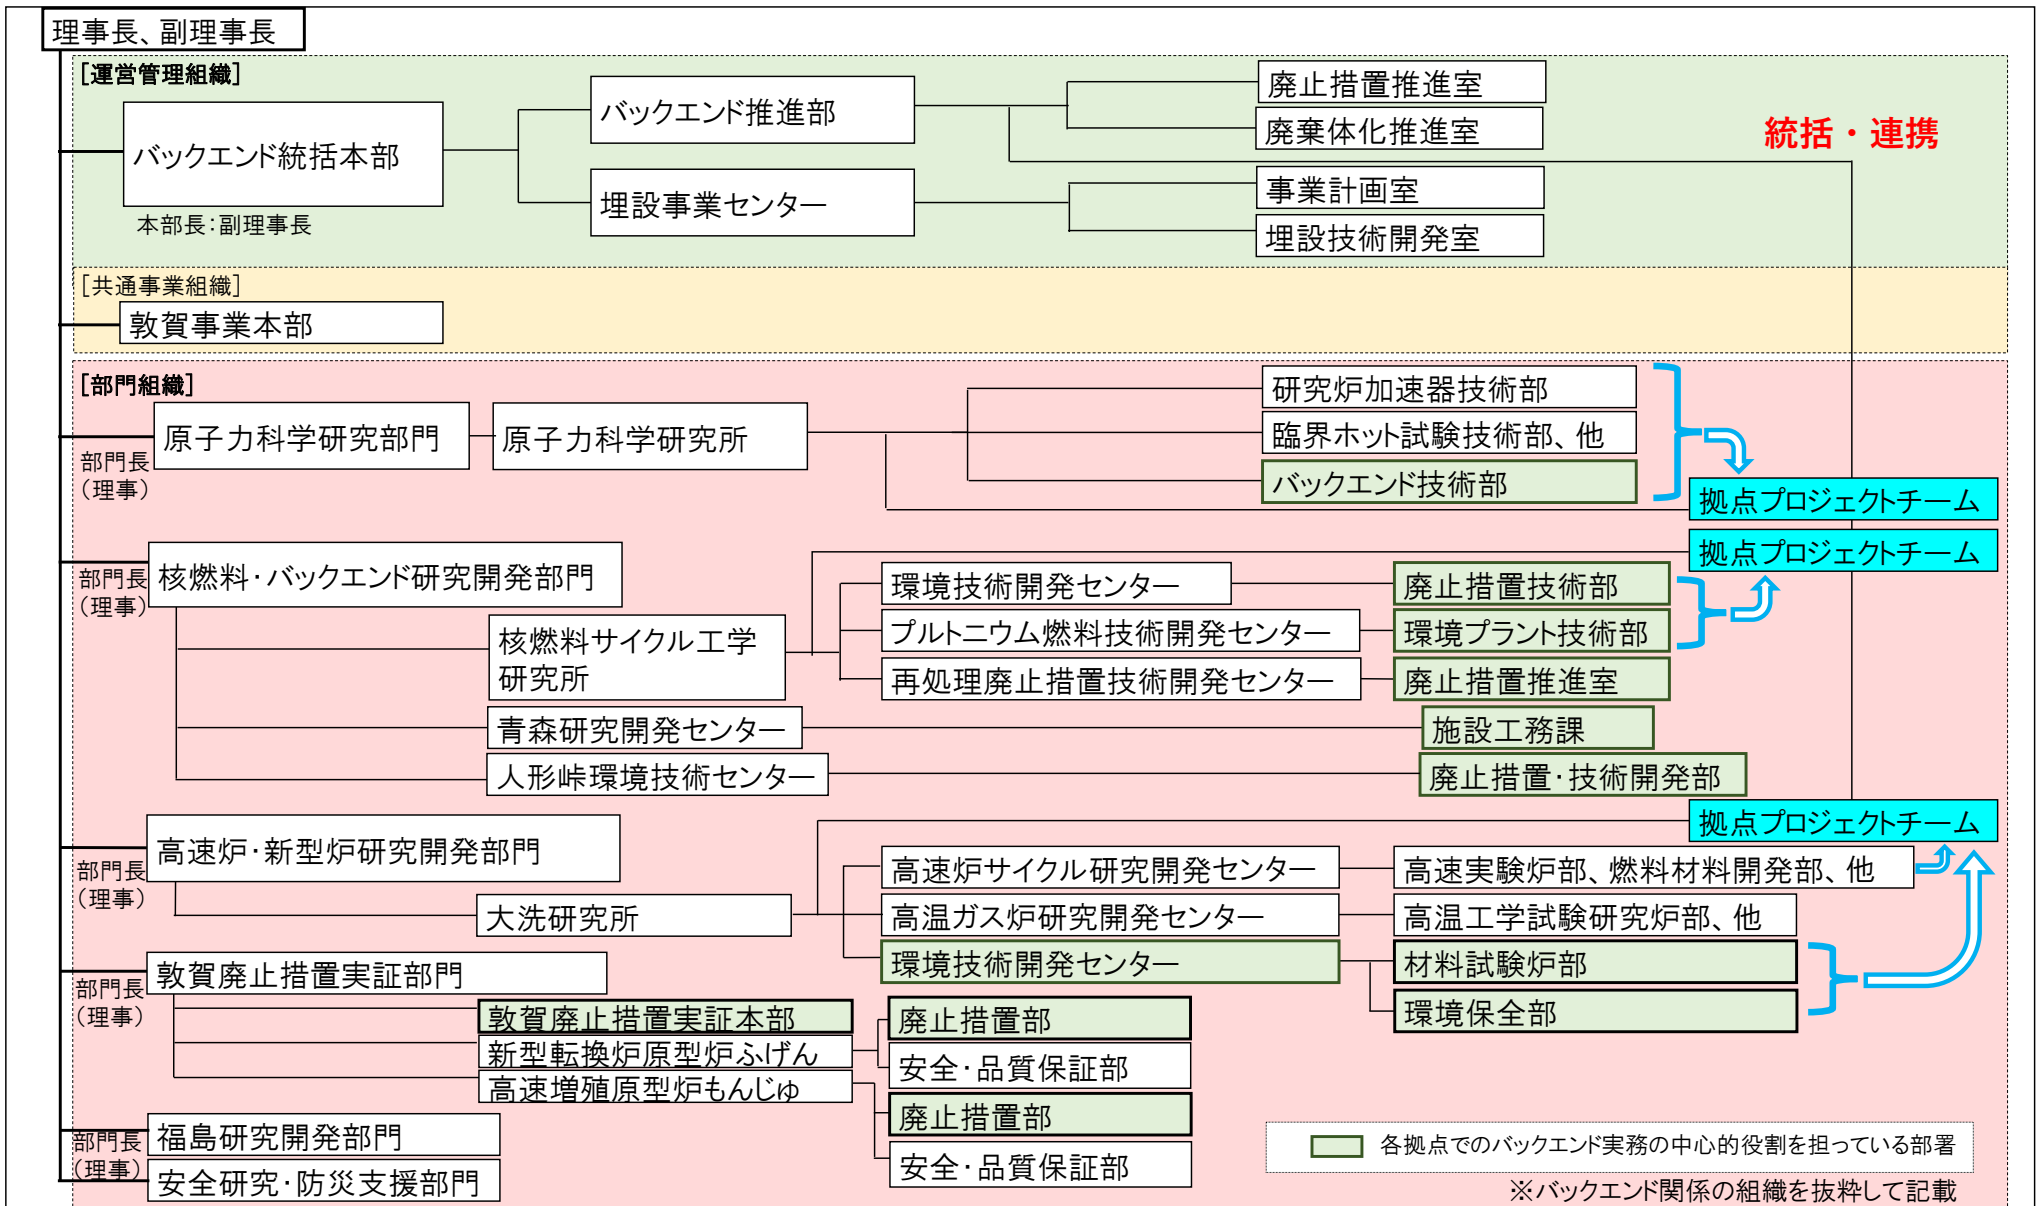 理事長、副理事長
[運営管理組織]
バックエンド統括本部
本部長：副理事長
バックエンド推進部
廃止措置推進室
廃棄体化推進室
埋設事業センター
事業計画室
埋設技術開発室
統括・連携
[共通事業組織]
敦賀事業本部
[部門組織]
原子力科学研究部門
部門長
（理事）
原子力科学研究所
研究炉加速器技術部
臨界ホット試験技術部、他
バックエンド技術部
拠点プロジェクトチーム
拠点プロジェクトチーム
核燃料・バックエンド研究開発部門
部門長
（理事）
核燃料サイクル工学
研究所
環境技術開発センター
廃止措置技術部
プルトニウム燃料技術開発センター
環境プラント技術部
再処理廃止措置技術開発センター
廃止措置推進室
青森研究開発センター
施設工務課
人形峠環境技術センター
廃止措置・技術開発部
拠点プロジェクトチーム
高速炉・新型炉研究開発部門
部門長
（理事）
大洗研究所
高速炉サイクル研究開発センター
高速実験炉部、燃料材料開発部、他
高温ガス炉研究開発センター
高温工学試験研究炉部、他
環境技術開発センター
材料試験炉部
環境保全部
敦賀廃止措置実証部門
部門長
（理事）
敦賀廃止措置実証本部
新型転換炉原型炉ふげん
高速増殖原型炉もんじゅ
廃止措置部
安全・品質保証部
廃止措置部
安全・品質保証部
福島研究開発部門
部門長
（理事）
安全研究・防災支援部門
各拠点でのバックエンド実務の中心的役割を担っている部署
※バックエンド関係の組織を抜粋して記載